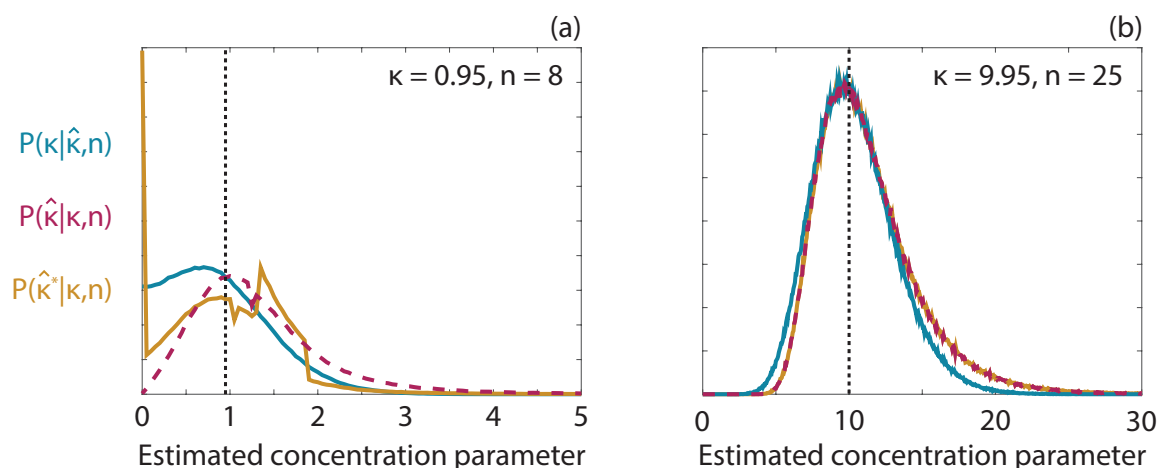 (a)
κ = 0.95, n = 8
P(κ|κ̂,n)
P(κ̂|κ,n)
P(κ̂*|κ,n)
0 1 2 3 4 5
Estimated concentration parameter
(b)
κ = 9.95, n = 25
0 10 20 30
Estimated concentration parameter